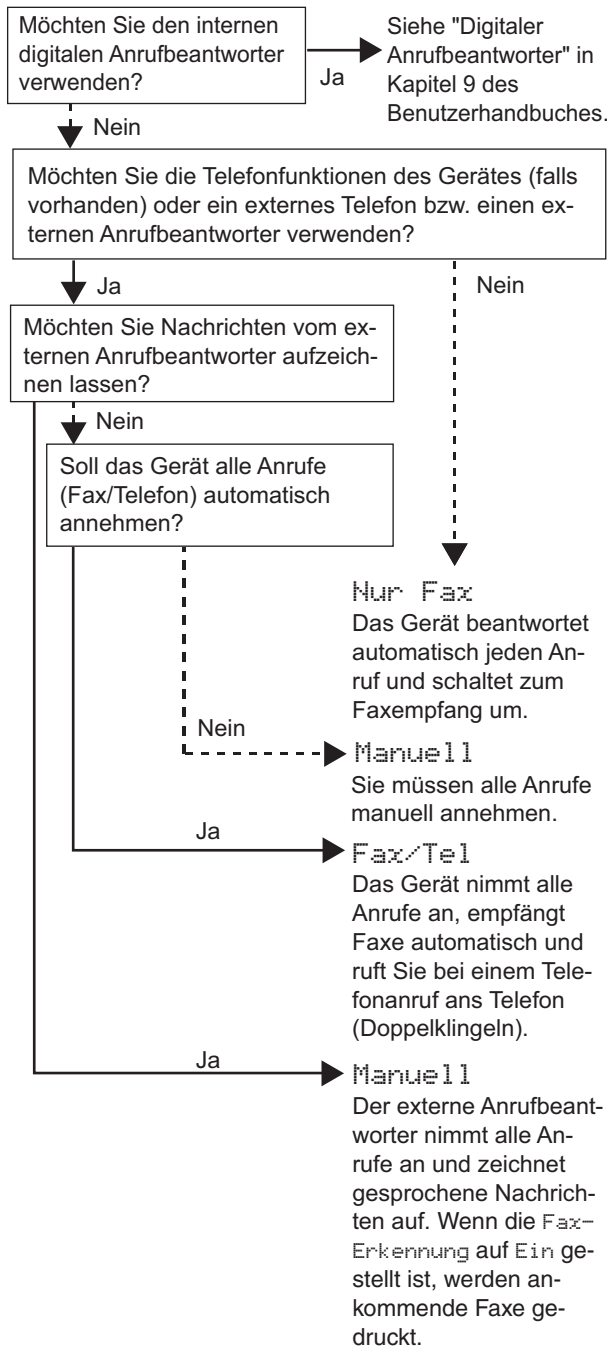 Möchten Sie den internen
digitalen Anrufbeantworter
verwenden?
Ja
Siehe "Digitaler
Anrufbeantworter" in
Kapitel 9 des
Benutzerhandbuches.
Nein
Möchten Sie die Telefonfunktionen des Gerätes (falls
vorhanden) oder ein externes Telefon bzw. einen ex-
ternen Anrufbeantworter verwenden?
Ja
Nein
Möchten Sie Nachrichten vom ex-
ternen Anrufbeantworter aufzeich-
nen lassen?
Nein
Soll das Gerät alle Anrufe
(Fax/Telefon) automatisch
annehmen?
Nur Fax
Das Gerät beantwortet
automatisch jeden An-
ruf und schaltet zum
Faxempfang um.
Nein
Manuell
Sie müssen alle Anrufe
manuell annehmen.
Ja
Fax/Tel
Das Gerät nimmt alle
Anrufe an, empfängt
Faxe automatisch und
ruft Sie bei einem Tele-
fonanruf ans Telefon
(Doppelklingeln).
Ja
Manuell
Der externe Anrufbeant-
worter nimmt alle An-
rufe an und zeichnet
gesprochene Nachrich-
ten auf. Wenn die Fax-
Erkennung auf Ein ge-
stellt ist, werden an-
kommende Faxe ge-
druckt.